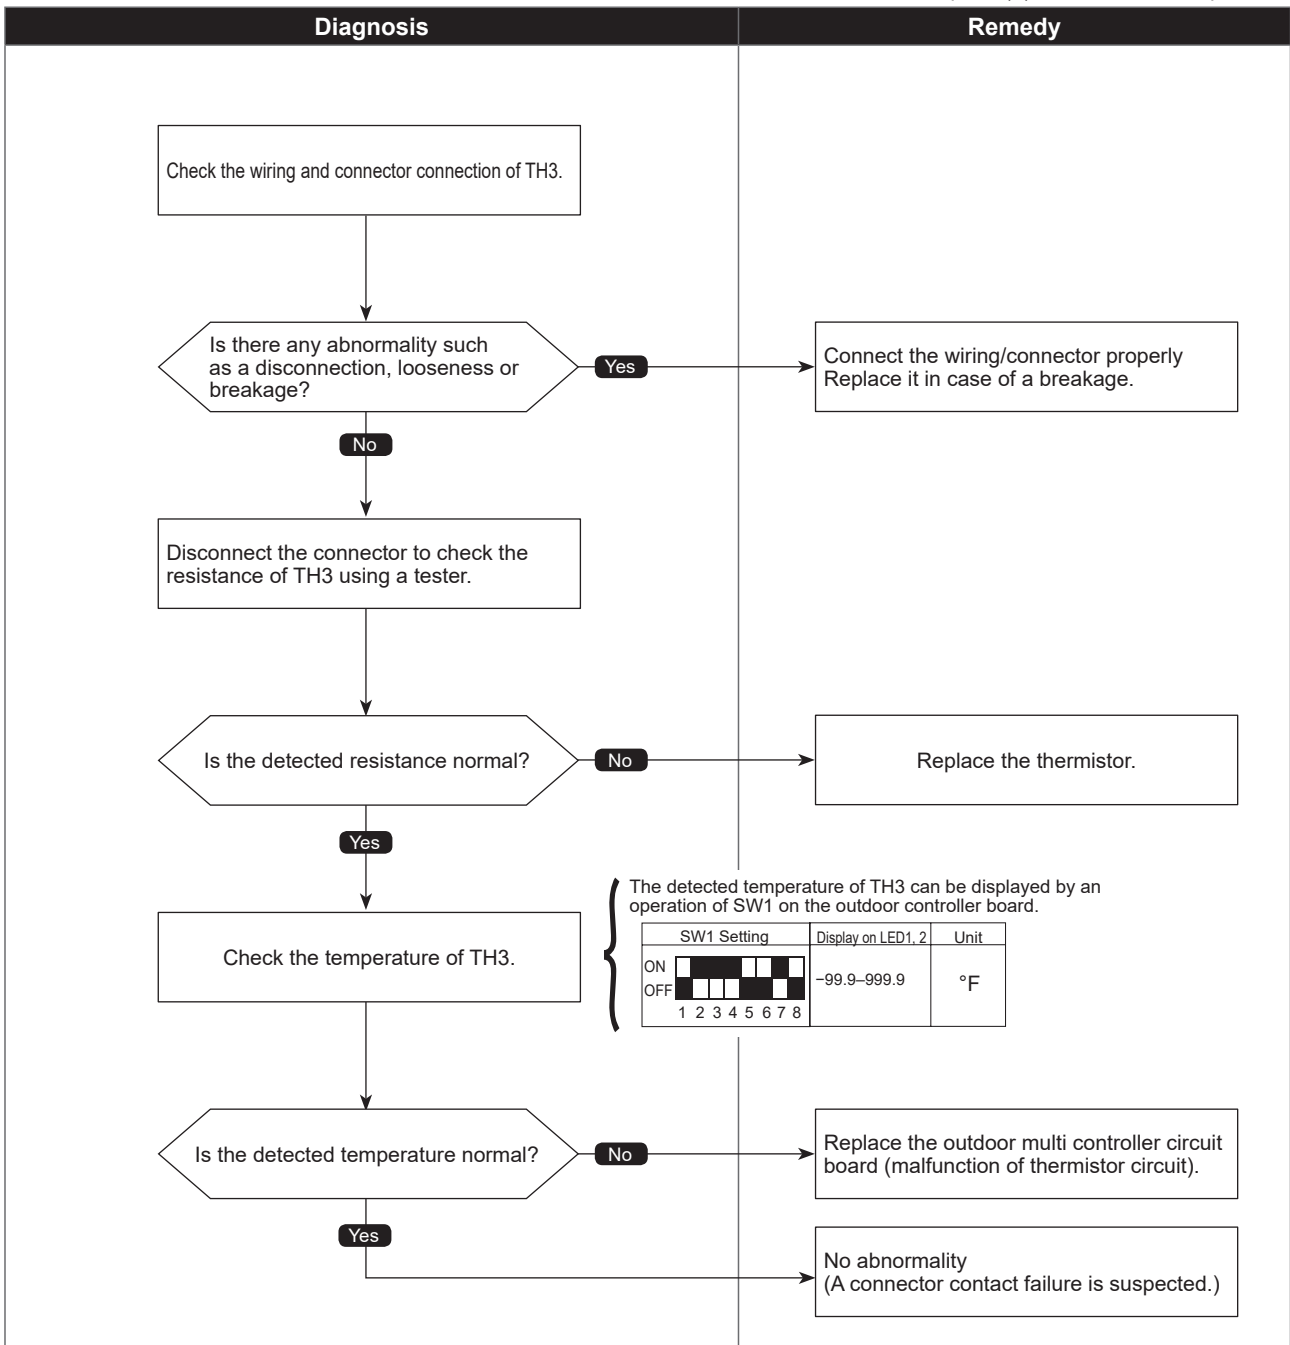 Diagnosis
Remedy
Check the wiring and connector connection of TH3.
Is there any abnormality such
as a disconnection, looseness or
breakage?
Yes
Connect the wiring/connector properly
Replace it in case of a breakage.
No
Disconnect the connector to check the
resistance of TH3 using a tester.
Is the detected resistance normal?
No
Replace the thermistor.
Yes
The detected temperature of TH3 can be displayed by an
operation of SW1 on the outdoor controller board.
Check the temperature of TH3.
SW1 Setting
Display on LED1, 2
Unit
ON
OFF
1 2 3 4 5 6 7 8
−99.9–999.9
°F
Is the detected temperature normal?
No
Replace the outdoor multi controller circuit
board (malfunction of thermistor circuit).
Yes
No abnormality
(A connector contact failure is suspected.)